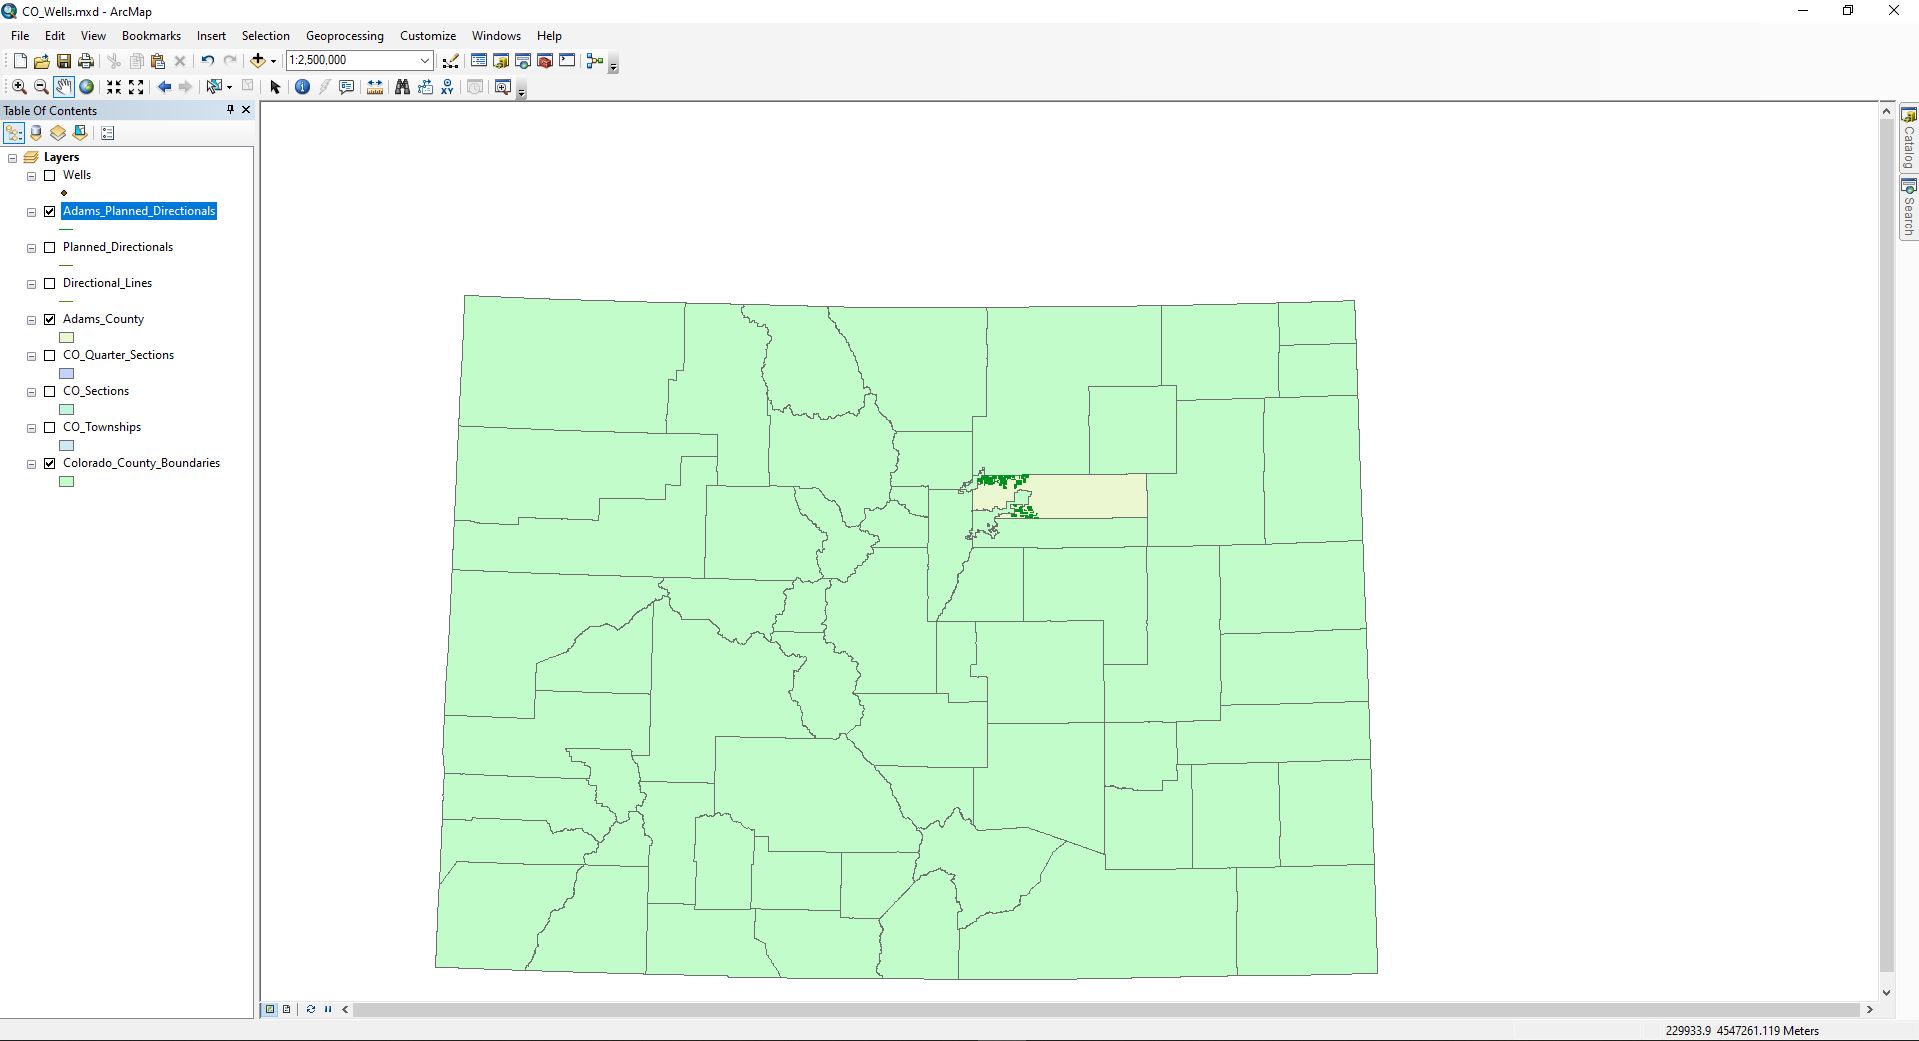 CO_Wells.mxd - ArcMap
File Edit View Bookmarks Insert Selection Geoprocessing Customize Windows Help
1:2,500,000
XY
Table Of Contents
Layers
Wells
Adams_Planned_Directionals
Planned_Directionals
Directional_Lines
Adams_County
CO_Quarter_Sections
CO_Sections
CO_Townships
Colorado_County_Boundaries
Catalog
Search
229933.9 4547261.119 Meters